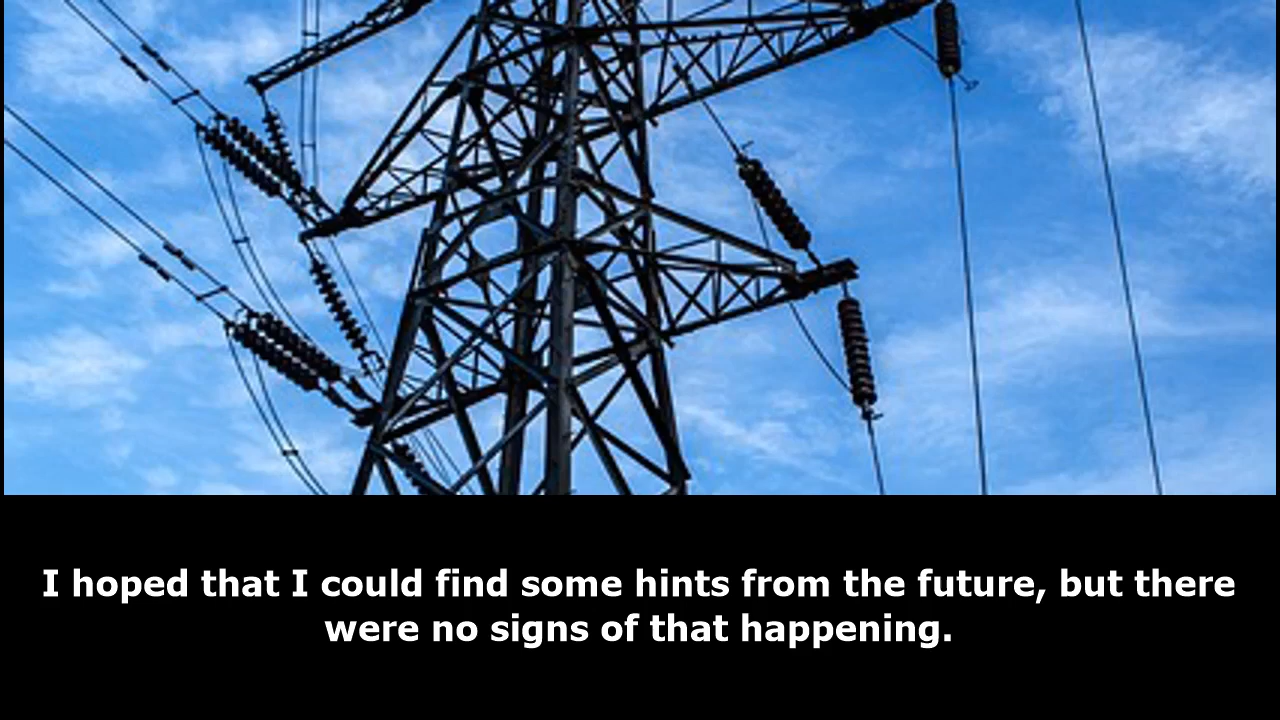 I hoped that I could find some hints from the future, but there
were no signs of that happening.